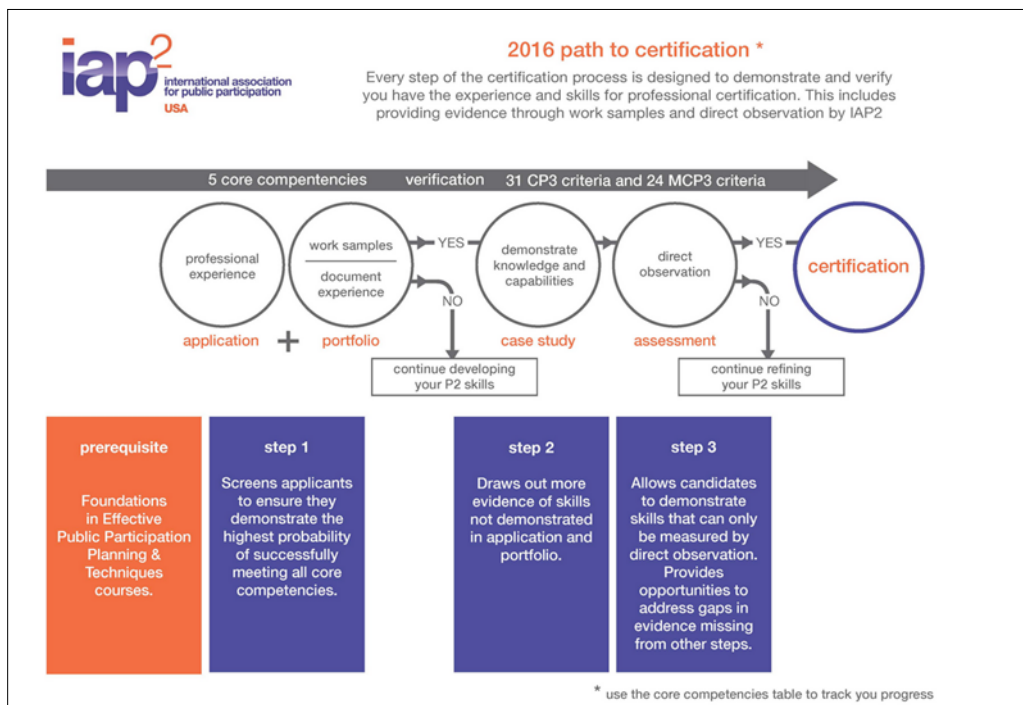 iap2
international association
for public participation
USA
2016 path to certification *
Every step of the certification process is designed to demonstrate and verify
you have the experience and skills for professional certification. This includes
providing evidence through work samples and direct observation by IAP2
5 core compentencies verification 31 CP3 criteria and 24 MCP3 criteria
professional
experience
work samples
document
experience
YES
NO
demonstrate
knowledge and
capabilities
direct
observation
YES
NO
certification
application + portfolio
case study
assessment
continue developing
your P2 skills
continue refining
your P2 skills
prerequisite
Foundations
in Effective
Public Participation
Planning &
Techniques
courses.
step 1
Screens applicants
to ensure they
demonstrate the
highest probability
of successfully
meeting all core
competencies.
step 2
Draws out more
evidence of skills
not demonstrated
in application and
portfolio.
step 3
Allows candidates
to demonstrate
skills that can only
be measured by
direct observation.
Provides
opportunities to
address gaps in
evidence missing
from other steps.
* use the core competencies table to track you progress